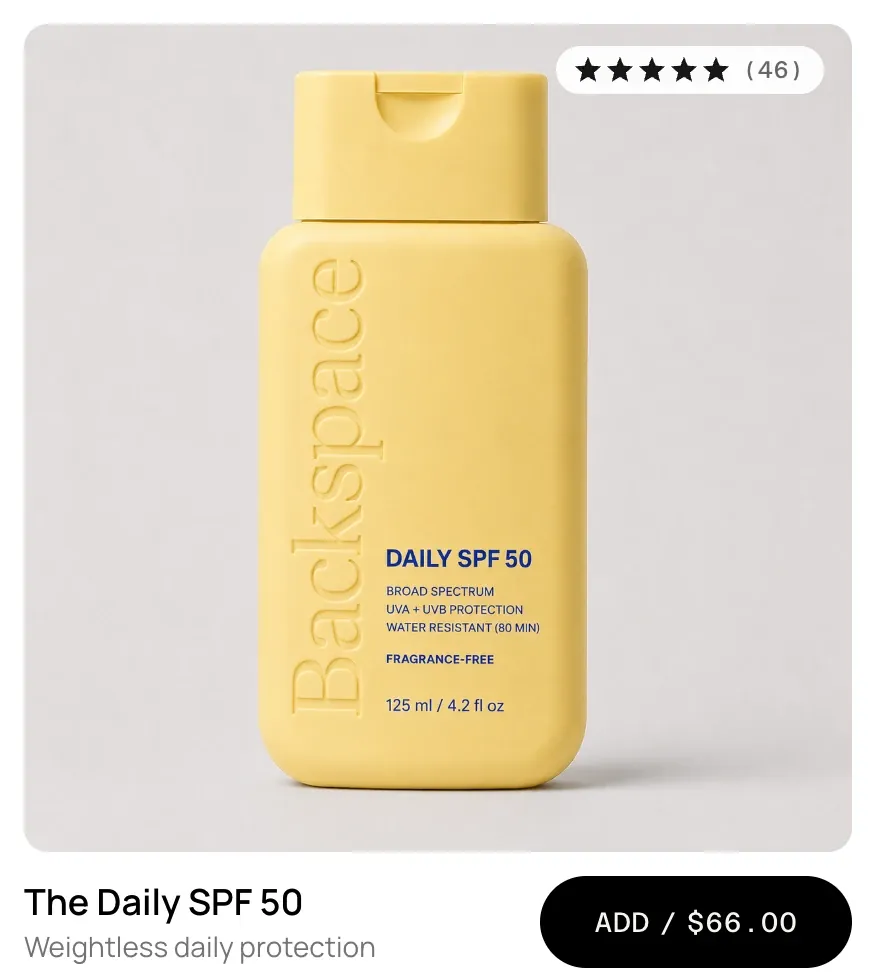 ★★★★★ (46)
Backspace
DAILY SPF 50
BROAD SPECTRUM
UVA + UVB PROTECTION
WATER RESISTANT (80 MIN)
FRAGRANCE-FREE
125 ml / 4.2 fl oz
The Daily SPF 50
Weightless daily protection
ADD / $66.00